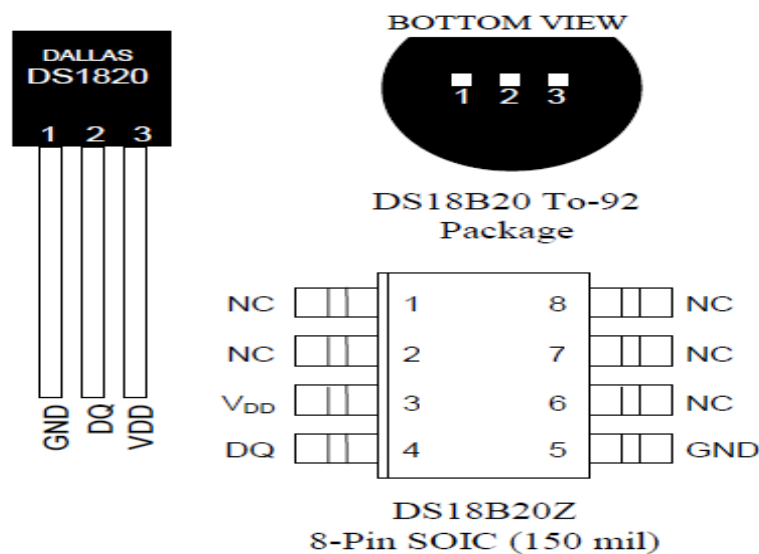 DALLAS
DS1820
1 2 3
GND DQ VDD
BOTTOM VIEW
1 2 3
DS18B20 To-92
Package
NC 1 8 NC
NC 2 7 NC
VDD 3 6 NC
DQ 4 5 GND
DS18B20Z
8-Pin SOIC (150 mil)